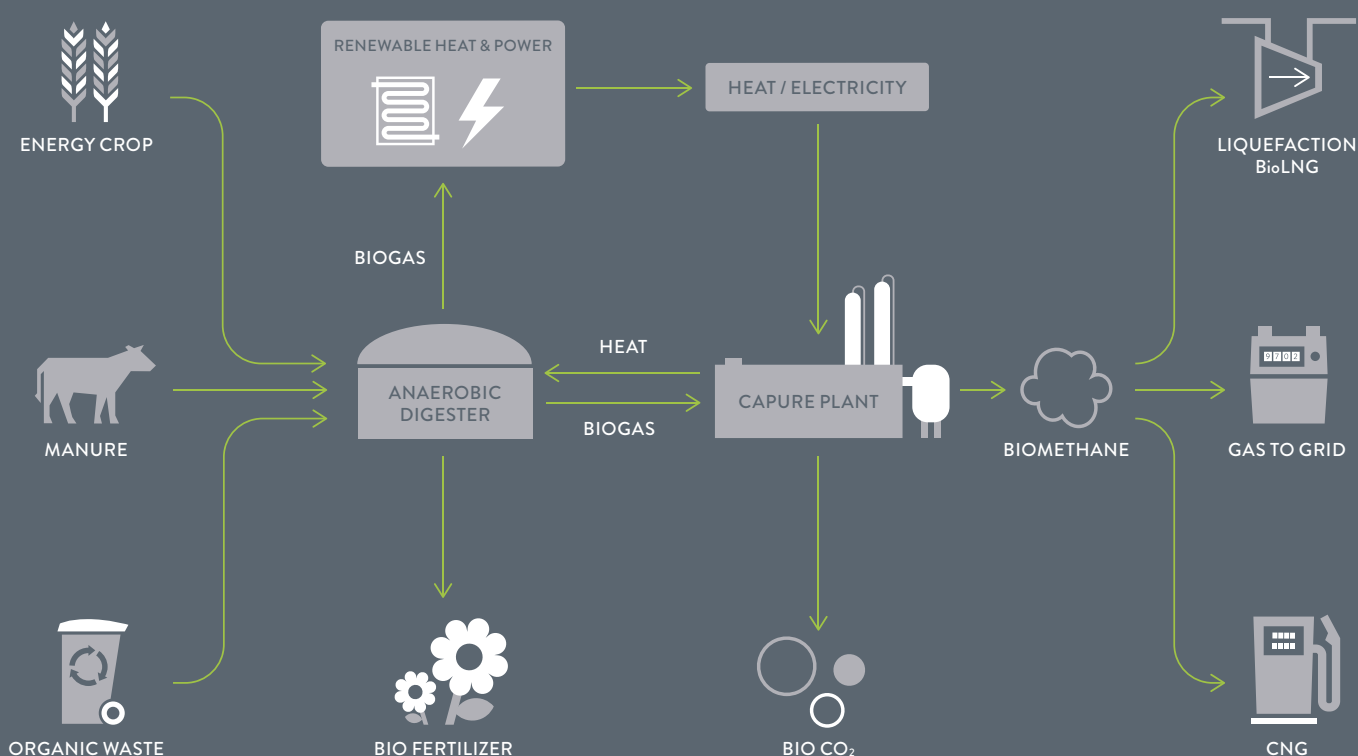 RENEWABLE HEAT & POWER
HEAT / ELECTRICITY
ENERGY CROP
LIQUEFACTION
BioLNG
BIOGAS
HEAT
9702
ANAEROBIC
DIGESTER
CAPURE PLANT
BIOGAS
MANURE
BIOMETHANE
GAS TO GRID
ORGANIC WASTE
BIO FERTILIZER
BIO CO₂
CNG